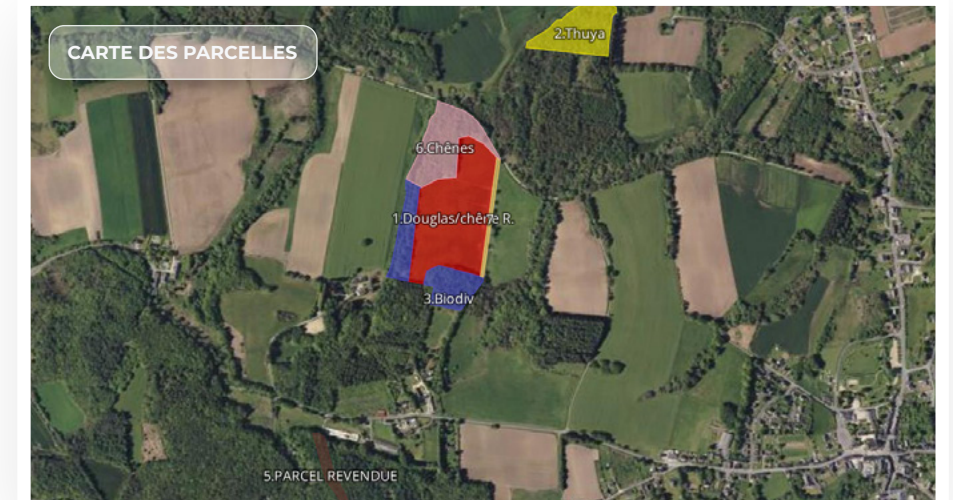 CARTE DES PARCELLES
2.Thuya
6.Chênes
1.Douglas/chêne R.
3.Biodiv
5.PARCEL REVENDUE